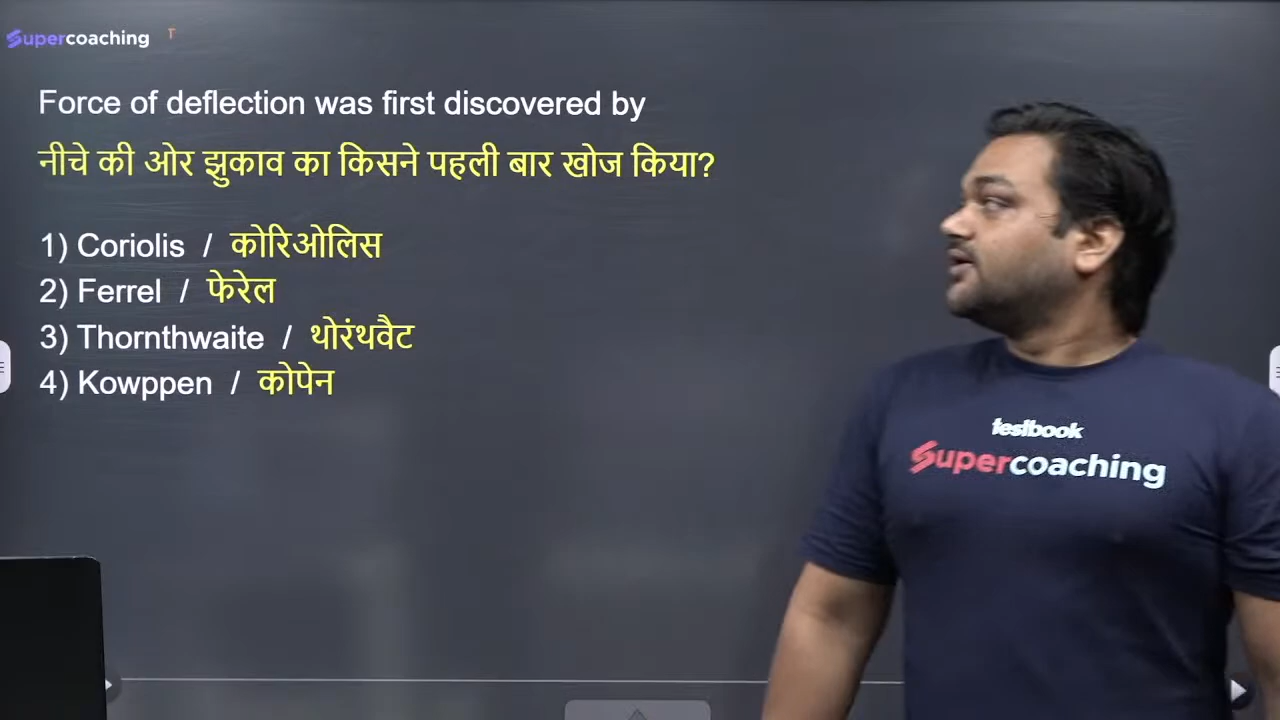 Supercoaching
Force of deflection was first discovered by
नीचे की ओर झुकाव का किसने पहली बार खोज किया?
1) Coriolis / कोरिओलिस
2) Ferrel / फेरेल
3) Thornthwaite / थोरंथवैट
4) Kowppen / कोपेन
testbook
Supercoaching